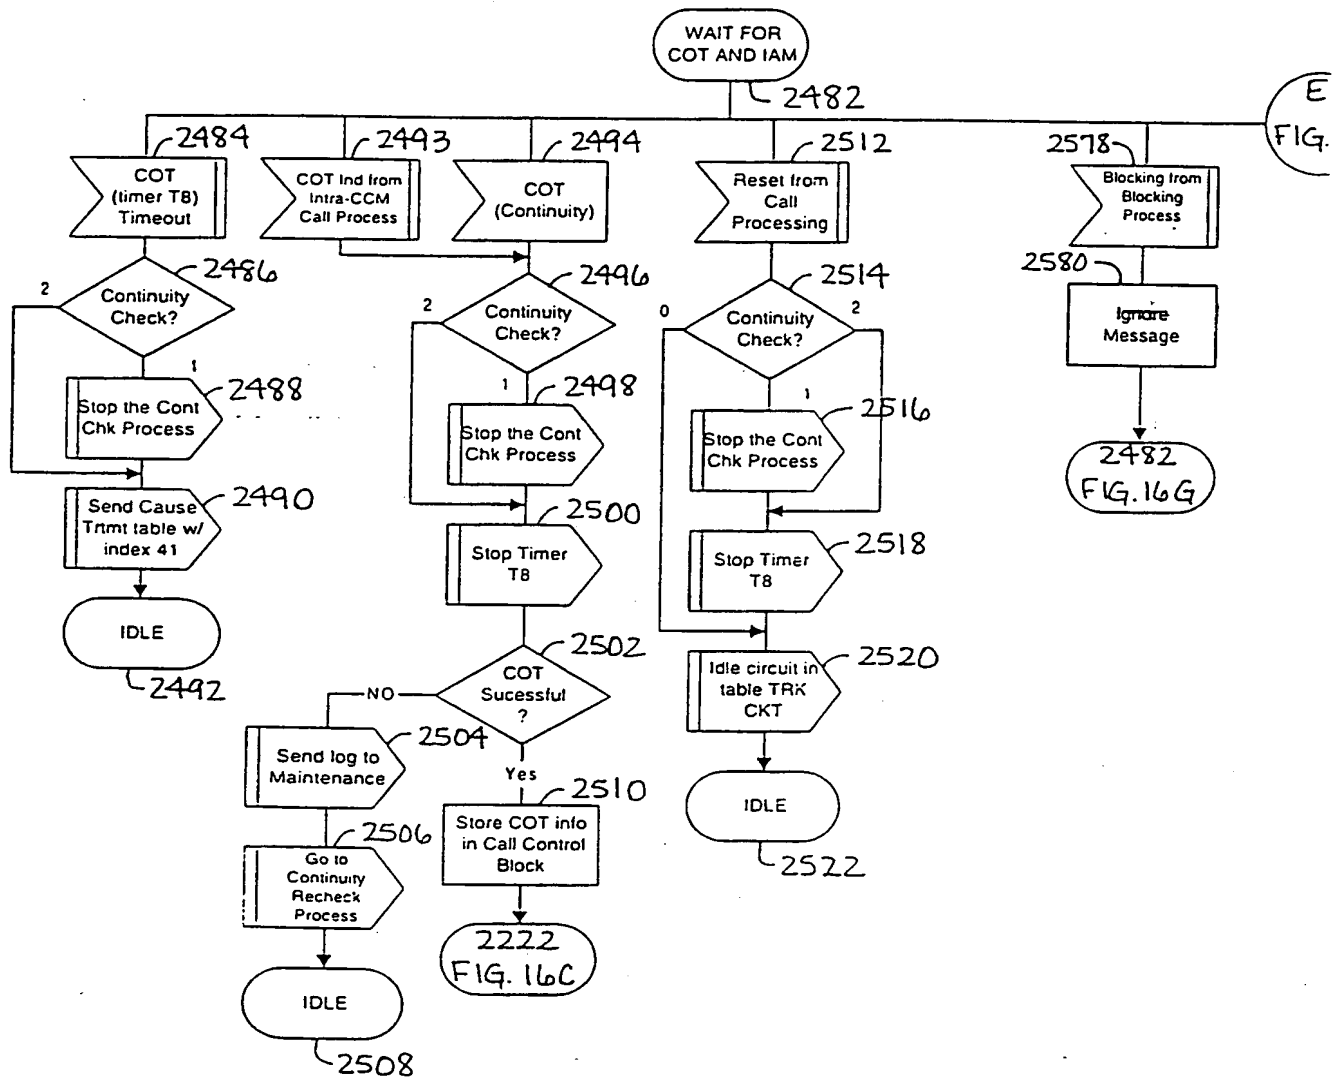 WAIT FOR
COT AND IAM
2482
E
FIG.
2484
COT
(timer T8)
Timeout
2493
COT Ind from
Intra-CCM
Call Process
2494
COT
(Continuity)
2512
Reset from
Call
Processing
2578
Blocking from
Blocking
Process
2486
2
Continuity
Check?
1
2496
2
Continuity
Check?
1
2514
0
Continuity
Check?
2
1
2580
Ignore
Message
2488
Stop the Cont
Chk Process
2498
Stop the Cont
Chk Process
2516
Stop the Cont
Chk Process
2482
FIG. 16G
2490
Send Cause
Trtmt table w/
index 41
2500
Stop Timer
T8
2518
Stop Timer
T8
IDLE
2492
2502
COT
Sucessful
?
NO
Yes
2520
Idle circuit in
table TRK
CKT
2504
Send log to
Maintenance
2510
Store COT info
in Call Control
Block
IDLE
2522
2506
Go to
Continuity
Recheck
Process
2222
FIG. 16C
IDLE
2508